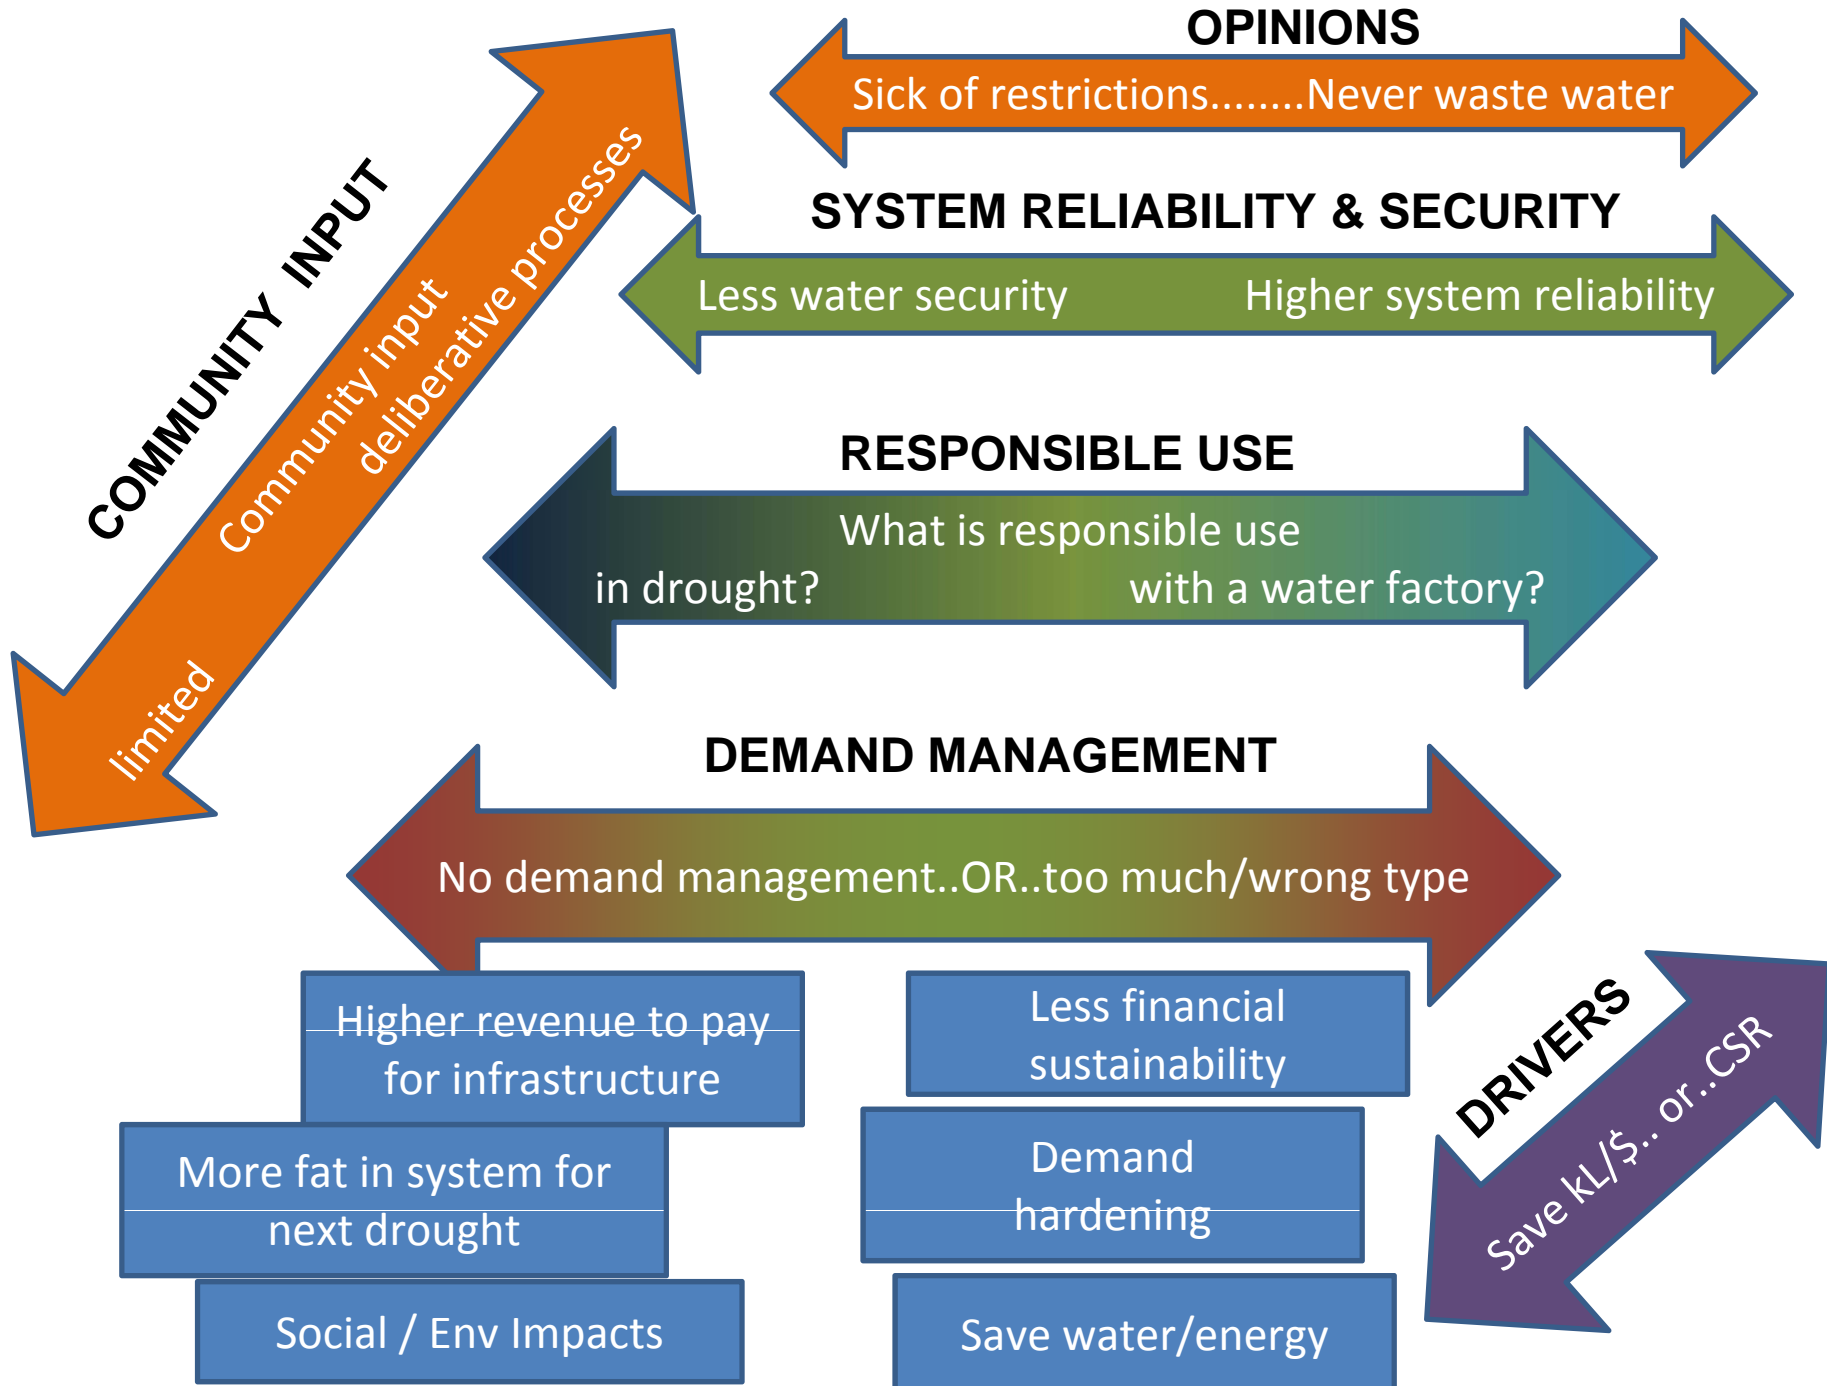 OPINIONS
Sick of restrictions........Never waste water
SYSTEM RELIABILITY & SECURITY
Less water security Higher system reliability
COMMUNITY INPUT
Community input
deliberative processes
limited
RESPONSIBLE USE
What is responsible use
in drought? with a water factory?
DEMAND MANAGEMENT
No demand management..OR..too much/wrong type
Higher revenue to pay
for infrastructure
More fat in system for
next drought
Social / Env Impacts
Less financial
sustainability
Demand
hardening
Save water/energy
DRIVERS
Save kL/$.. or..CSR